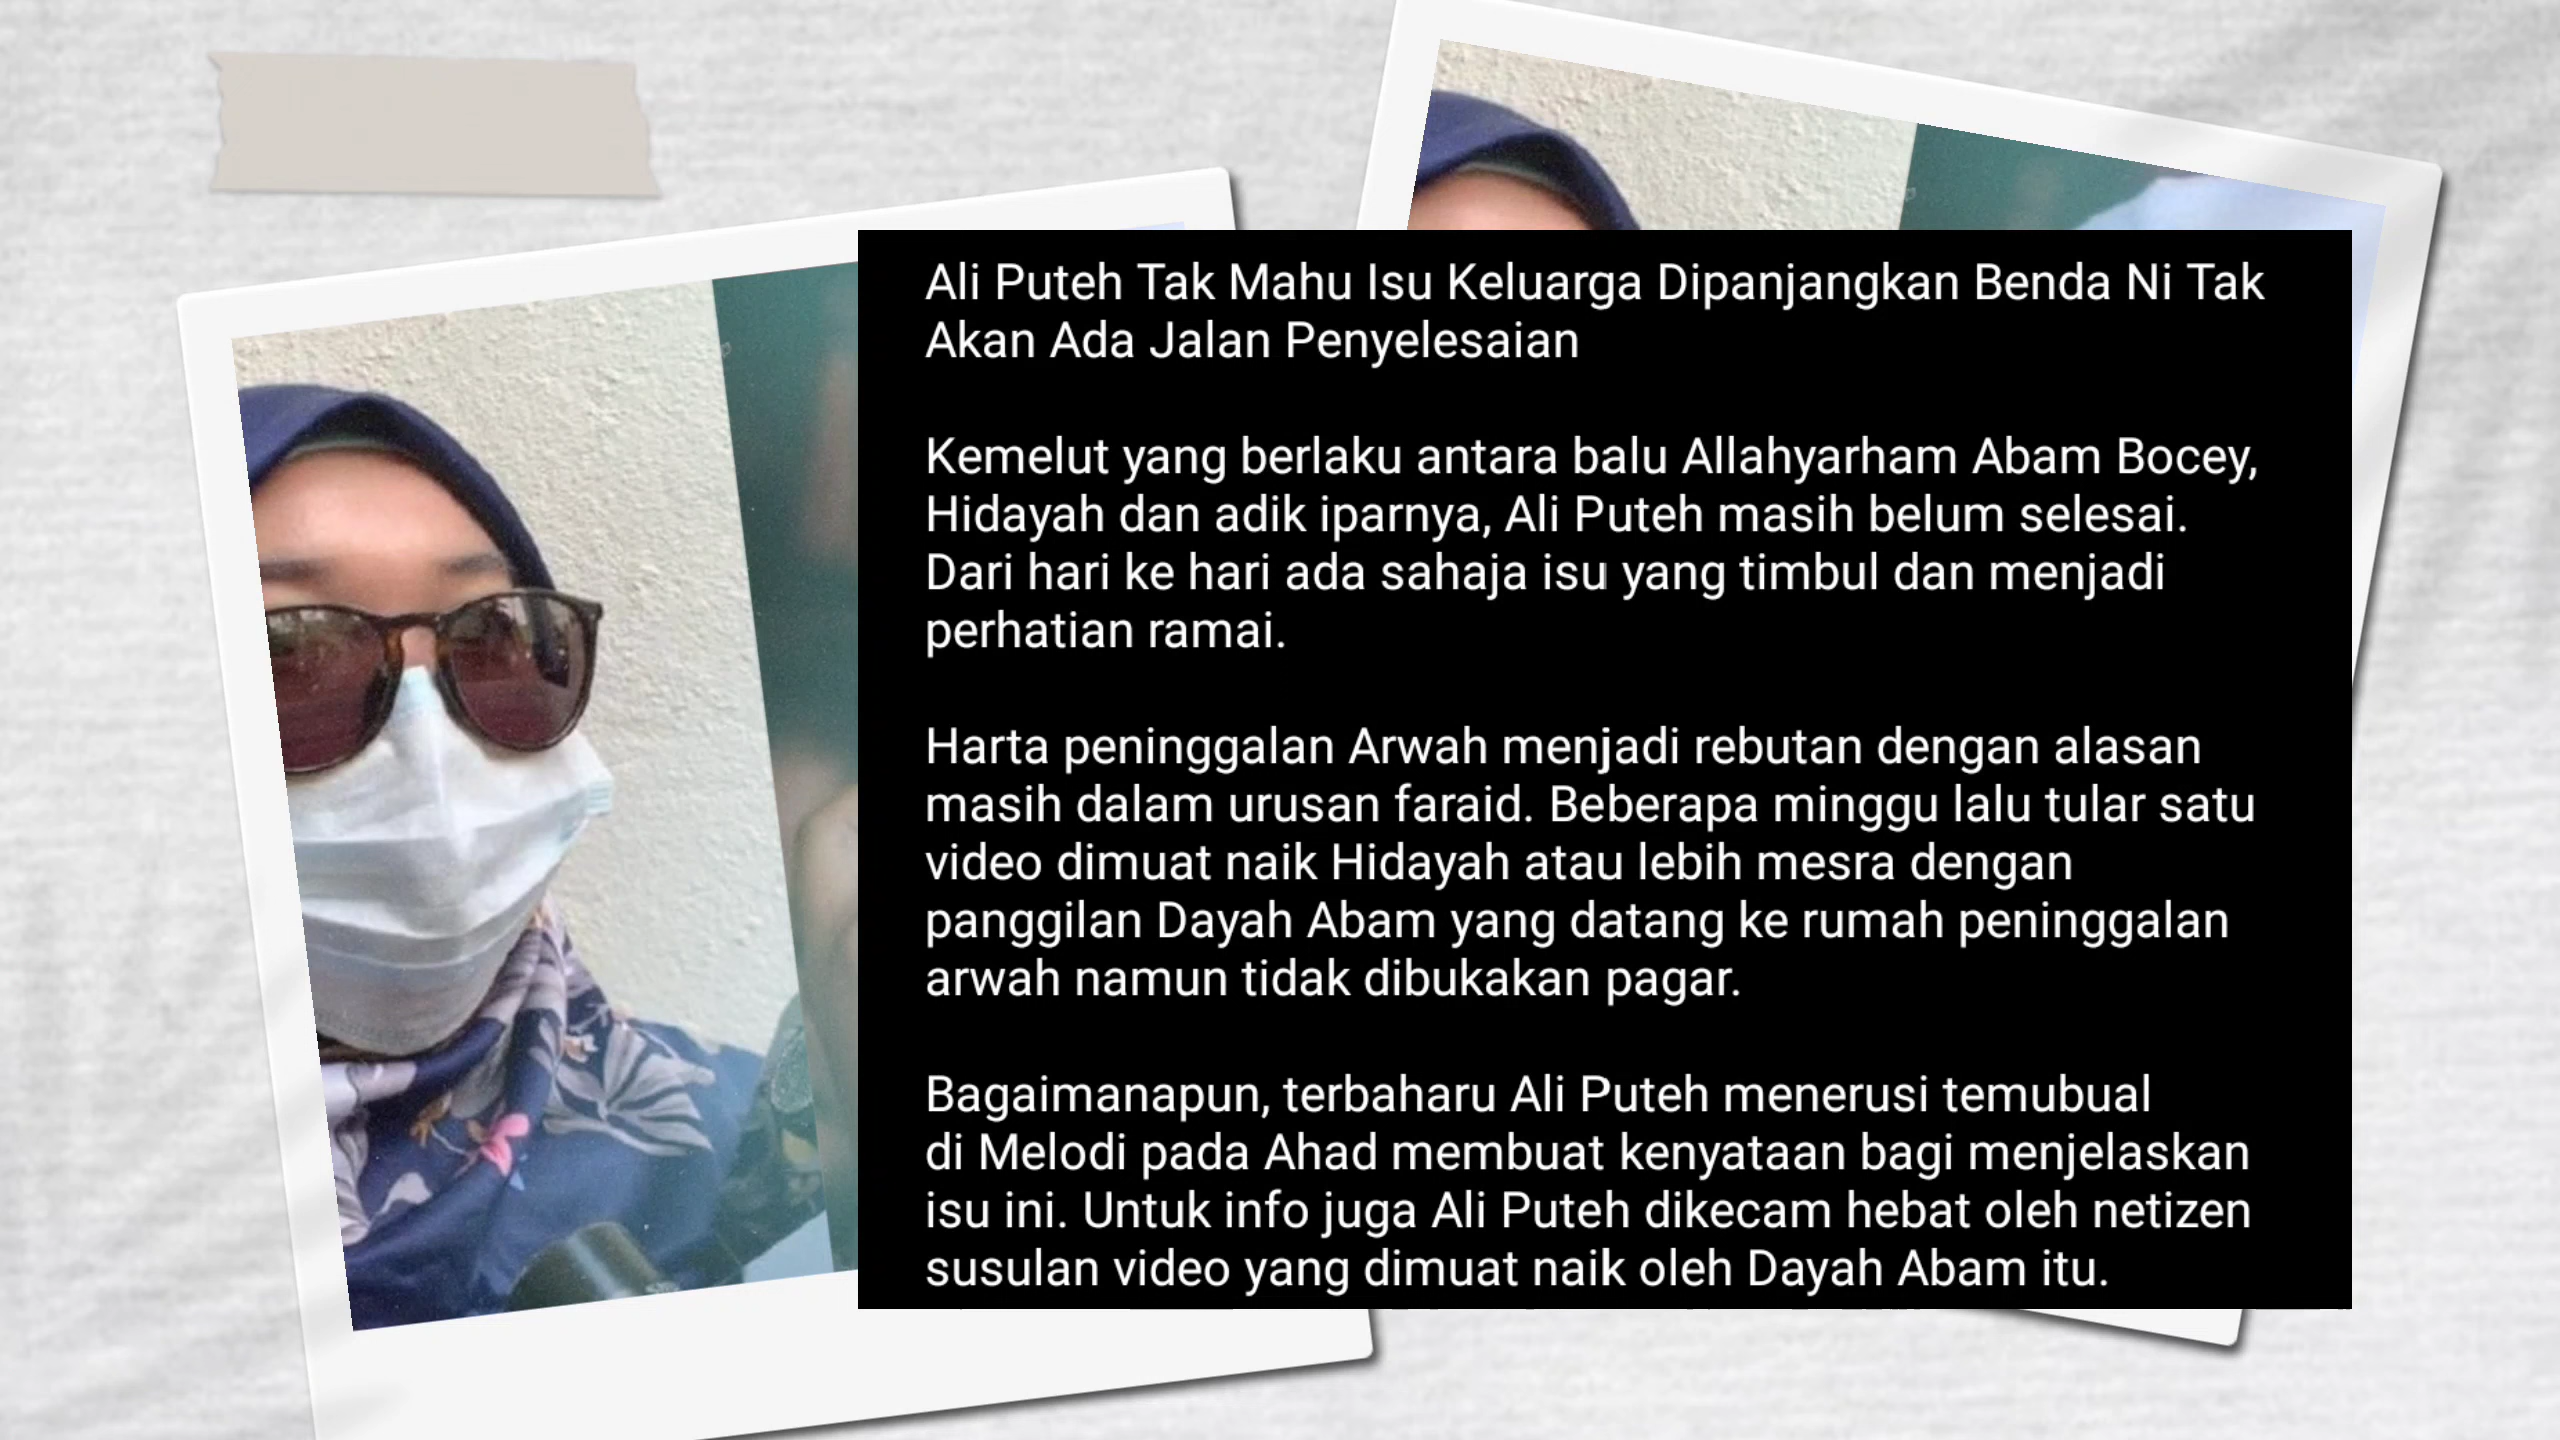 Ali Puteh Tak Mahu Isu Keluarga Dipanjangkan Benda Ni Tak
Akan Ada Jalan Penyelesaian
Kemelut yang berlaku antara balu Allahyarham Abam Bocey,
Hidayah dan adik iparnya, Ali Puteh masih belum selesai.
Dari hari ke hari ada sahaja isu yang timbul dan menjadi
perhatian ramai.
Harta peninggalan Arwah menjadi rebutan dengan alasan
masih dalam urusan faraid. Beberapa minggu lalu tular satu
video dimuat naik Hidayah atau lebih mesra dengan
panggilan Dayah Abam yang datang ke rumah peninggalan
arwah namun tidak dibukakan pagar.
Bagaimanapun, terbaharu Ali Puteh menerusi temubual
di Melodi pada Ahad membuat kenyataan bagi menjelaskan
isu ini. Untuk info juga Ali Puteh dikecam hebat oleh netizen
susulan video yang dimuat naik oleh Dayah Abam itu.